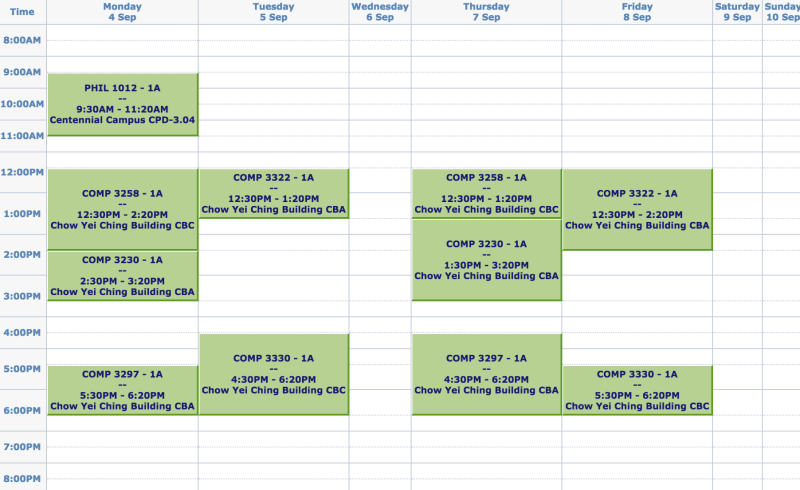 Time
Monday
4 Sep
Tuesday
5 Sep
Wednesday
6 Sep
Thursday
7 Sep
Friday
8 Sep
Saturday
9 Sep
Sunday
10 Sep
8:00AM
9:00AM
PHIL 1012 - 1A
--
9:30AM - 11:20AM
Centennial Campus CPD-3.04
10:00AM
11:00AM
12:00PM
COMP 3258 - 1A
--
12:30PM - 2:20PM
Chow Yei Ching Building CBC
COMP 3322 - 1A
--
12:30PM - 1:20PM
Chow Yei Ching Building CBA
COMP 3258 - 1A
--
12:30PM - 1:20PM
Chow Yei Ching Building CBC
COMP 3322 - 1A
--
12:30PM - 2:20PM
Chow Yei Ching Building CBA
1:00PM
COMP 3230 - 1A
--
1:30PM - 3:20PM
Chow Yei Ching Building CBA
2:00PM
COMP 3230 - 1A
--
2:30PM - 3:20PM
Chow Yei Ching Building CBA
3:00PM
4:00PM
COMP 3330 - 1A
--
4:30PM - 6:20PM
Chow Yei Ching Building CBC
COMP 3297 - 1A
--
4:30PM - 6:20PM
Chow Yei Ching Building CBA
5:00PM
COMP 3297 - 1A
--
5:30PM - 6:20PM
Chow Yei Ching Building CBA
COMP 3330 - 1A
--
5:30PM - 6:20PM
Chow Yei Ching Building CBC
6:00PM
7:00PM
8:00PM